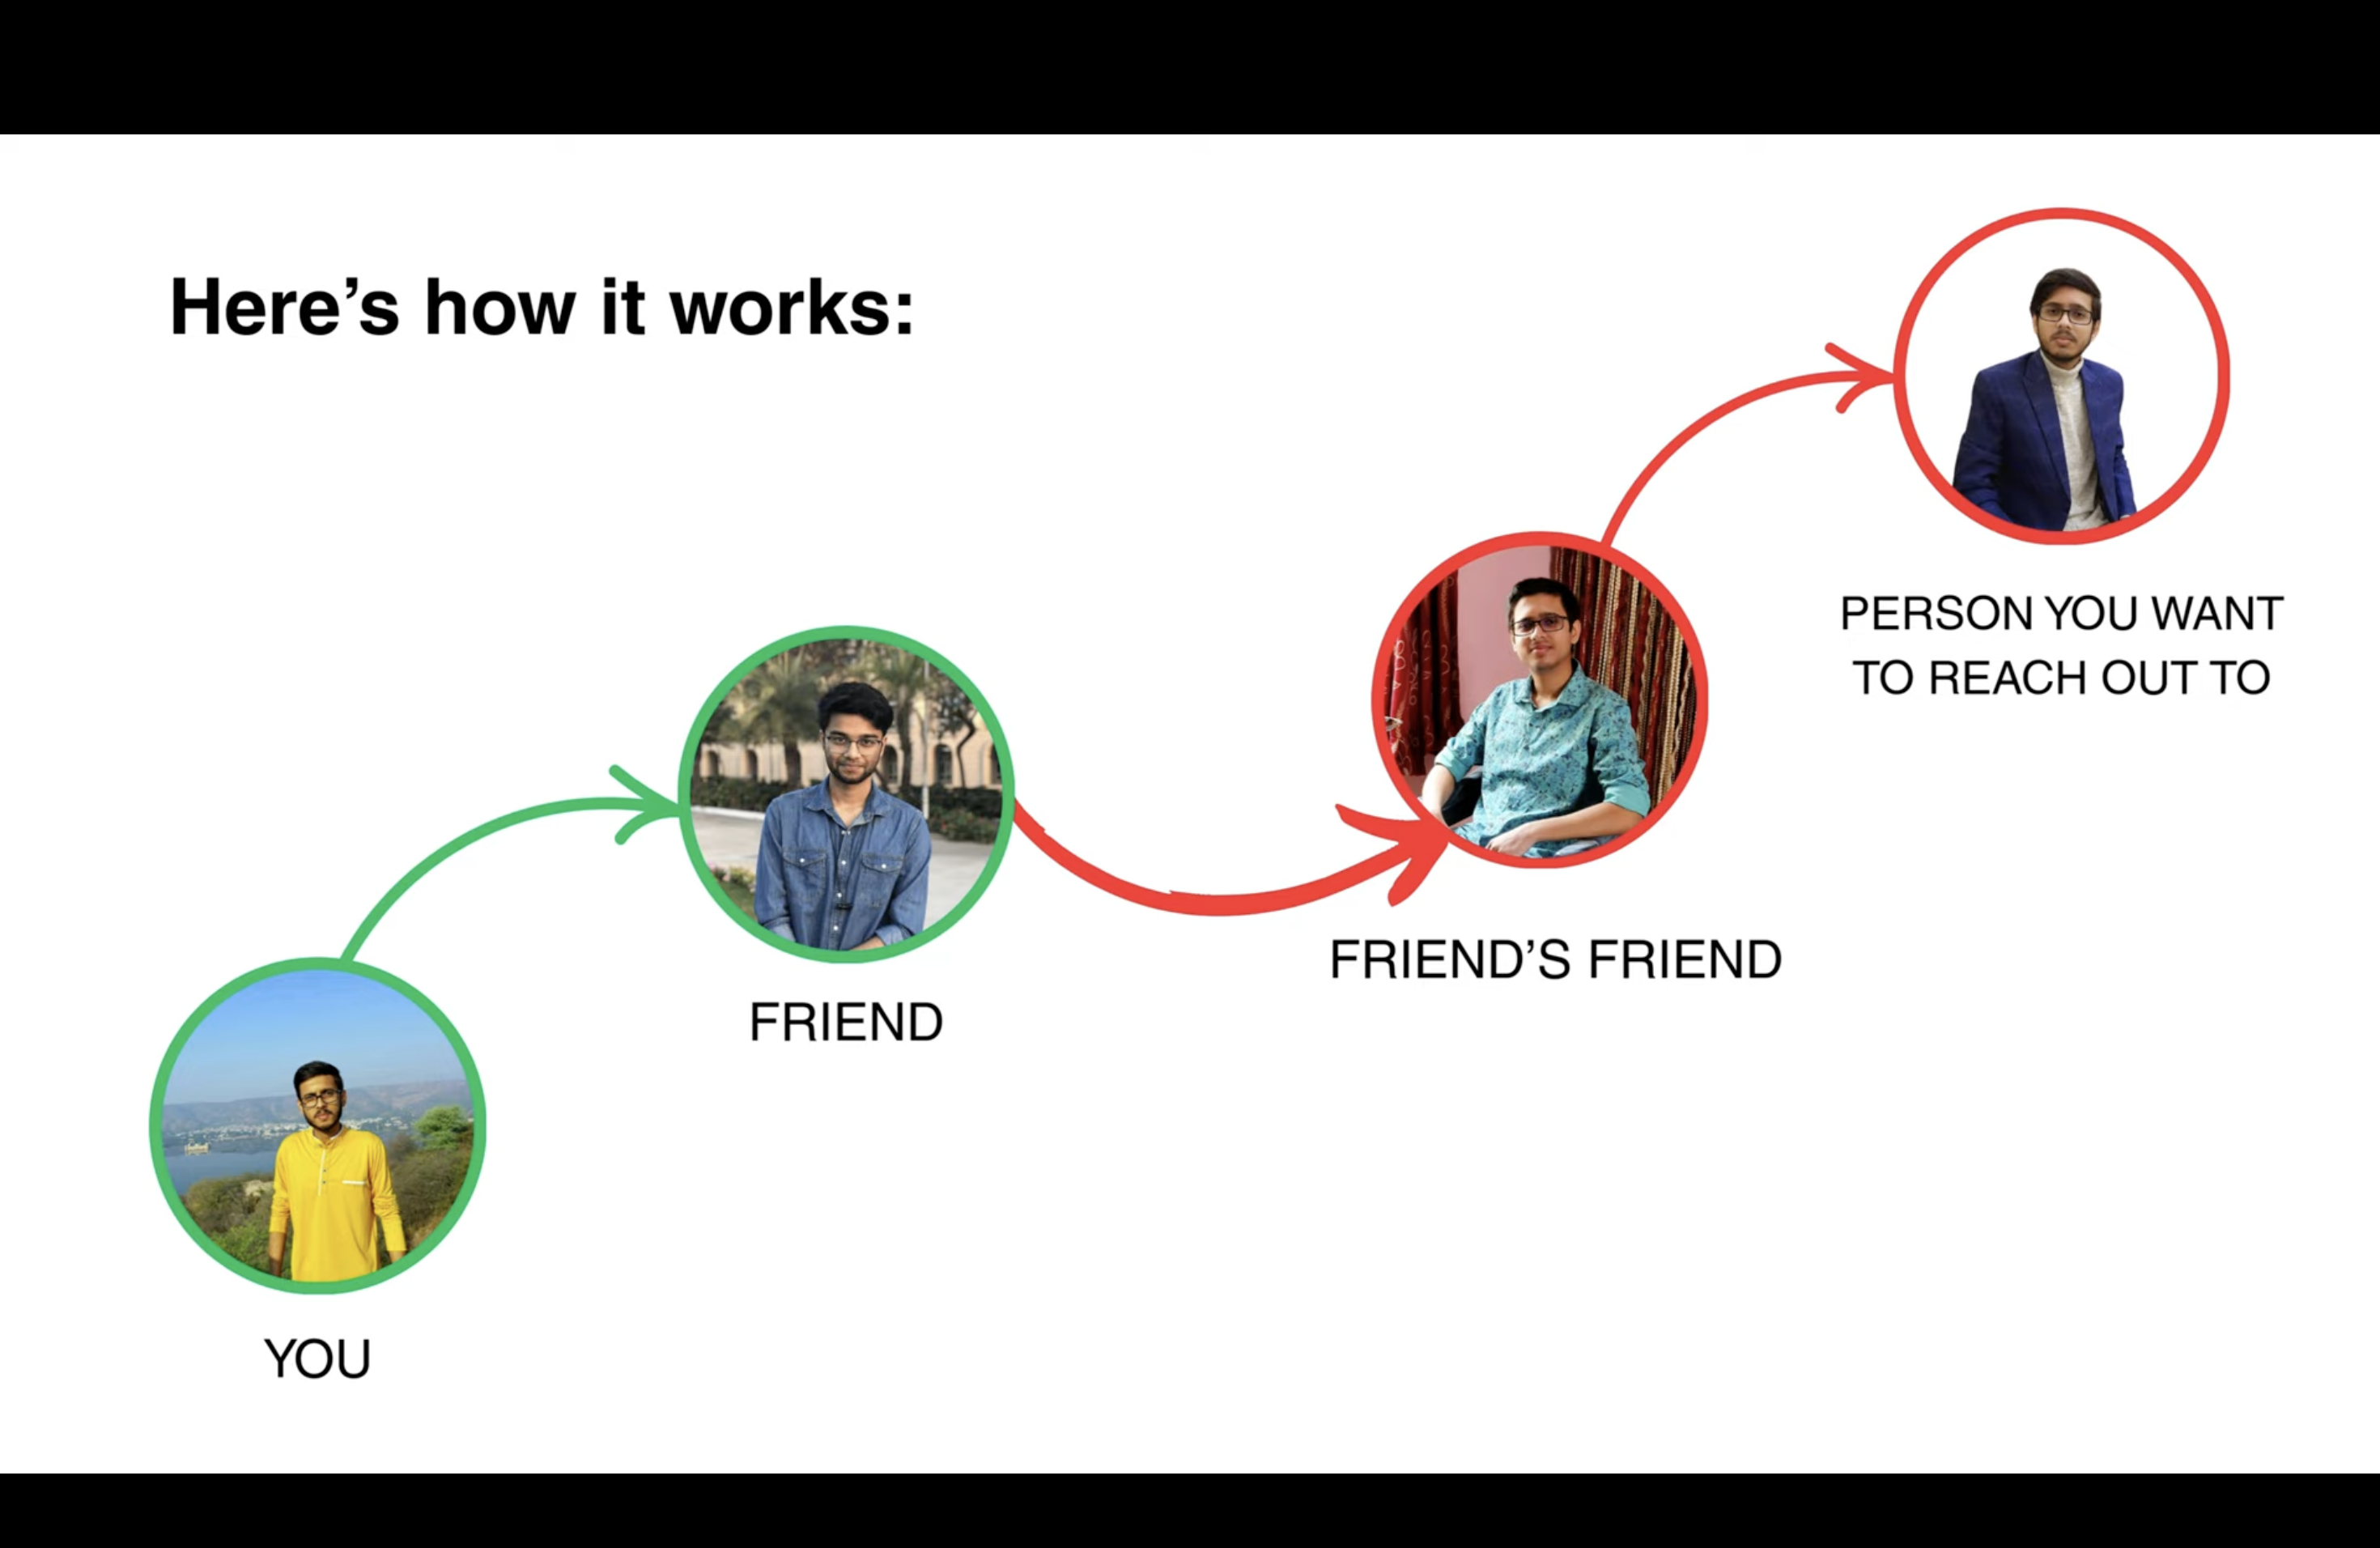 Here’s how it works:
PERSON YOU WANT
TO REACH OUT TO
FRIEND’S FRIEND
FRIEND
YOU